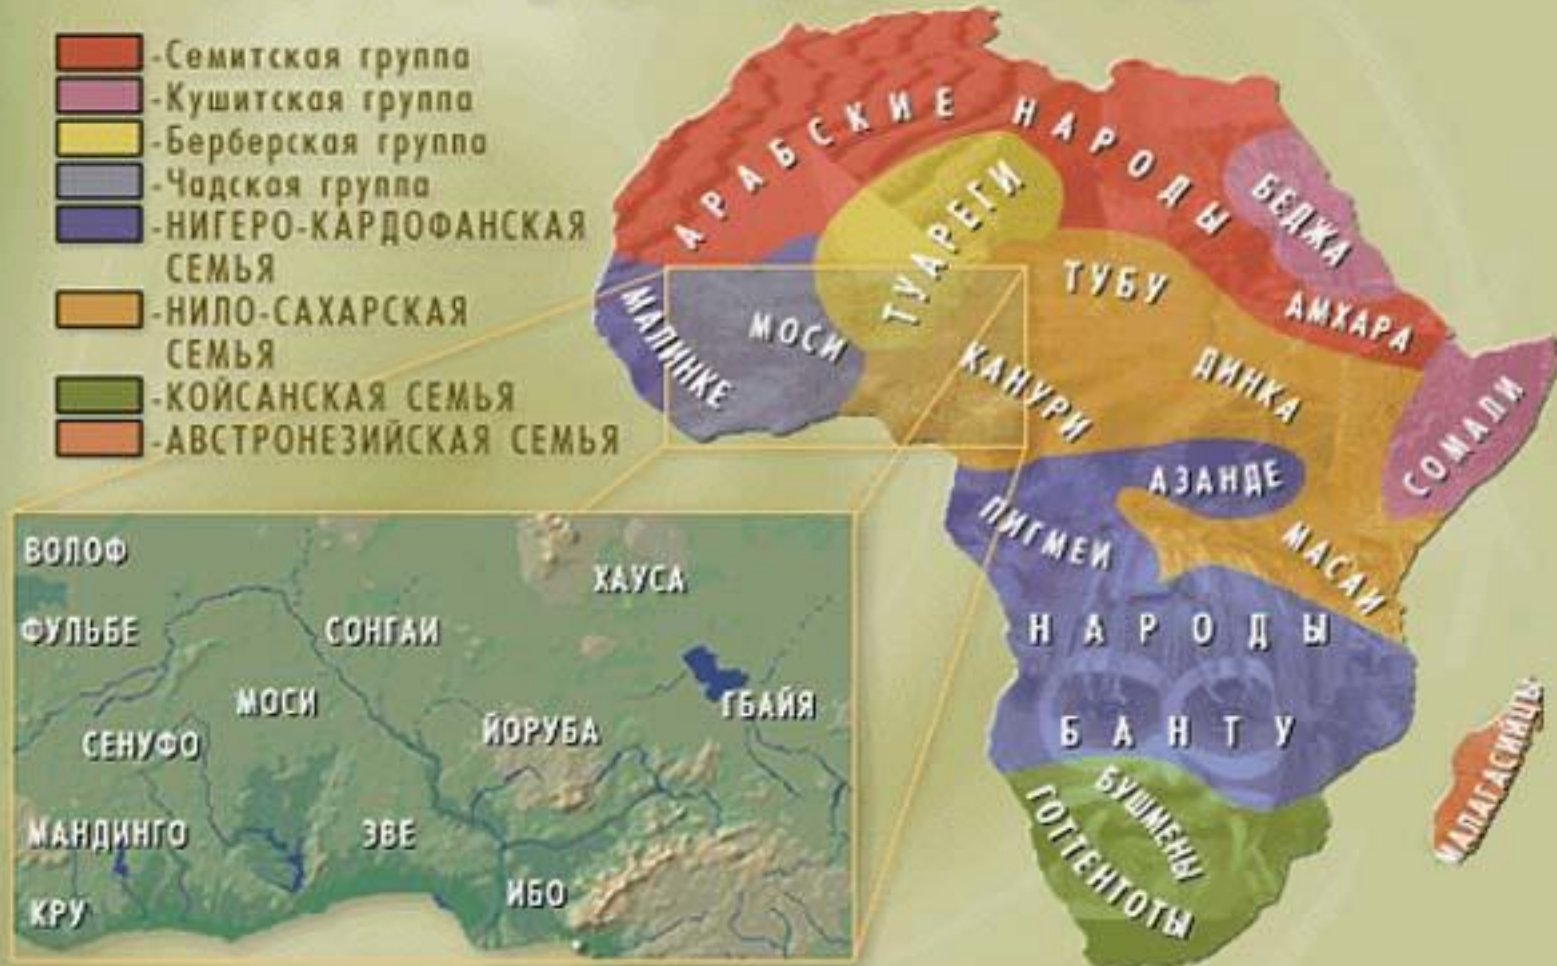 -Семитская группа
-Кушитская группа
-Берберская группа
-Чадская группа
-НИГЕРО-КАРДОФАНСКАЯ
СЕМЬЯ
-НИЛО-САХАРСКАЯ
СЕМЬЯ
-КОЙСАНСКАЯ СЕМЬЯ
-АВСТРОНЕЗИЙСКАЯ СЕМЬЯ
АРАБСКИЕ НАРОДЫ
БЕДЖА
ТУАРЕГИ
ТУБУ
АМХАРА
МАЛИНКЕ
МОСИ
КАНУРИ
ДИНКА
СОМАЛИ
АЗАНДЕ
ПИГМЕИ
МАСАИ
НАРОДЫ
БАНТУ
БУШМЕНЫ
ГОТТЕНТОТЫ
МАЛАГАСИЙЦЫ
ВОЛОФ
ХАУСА
ФУЛЬБЕ
СОНГАИ
МОСИ
ГБАЙЯ
СЕНУФО
ЙОРУБА
МАНДИНГО
ЭВЕ
ИБО
КРУ